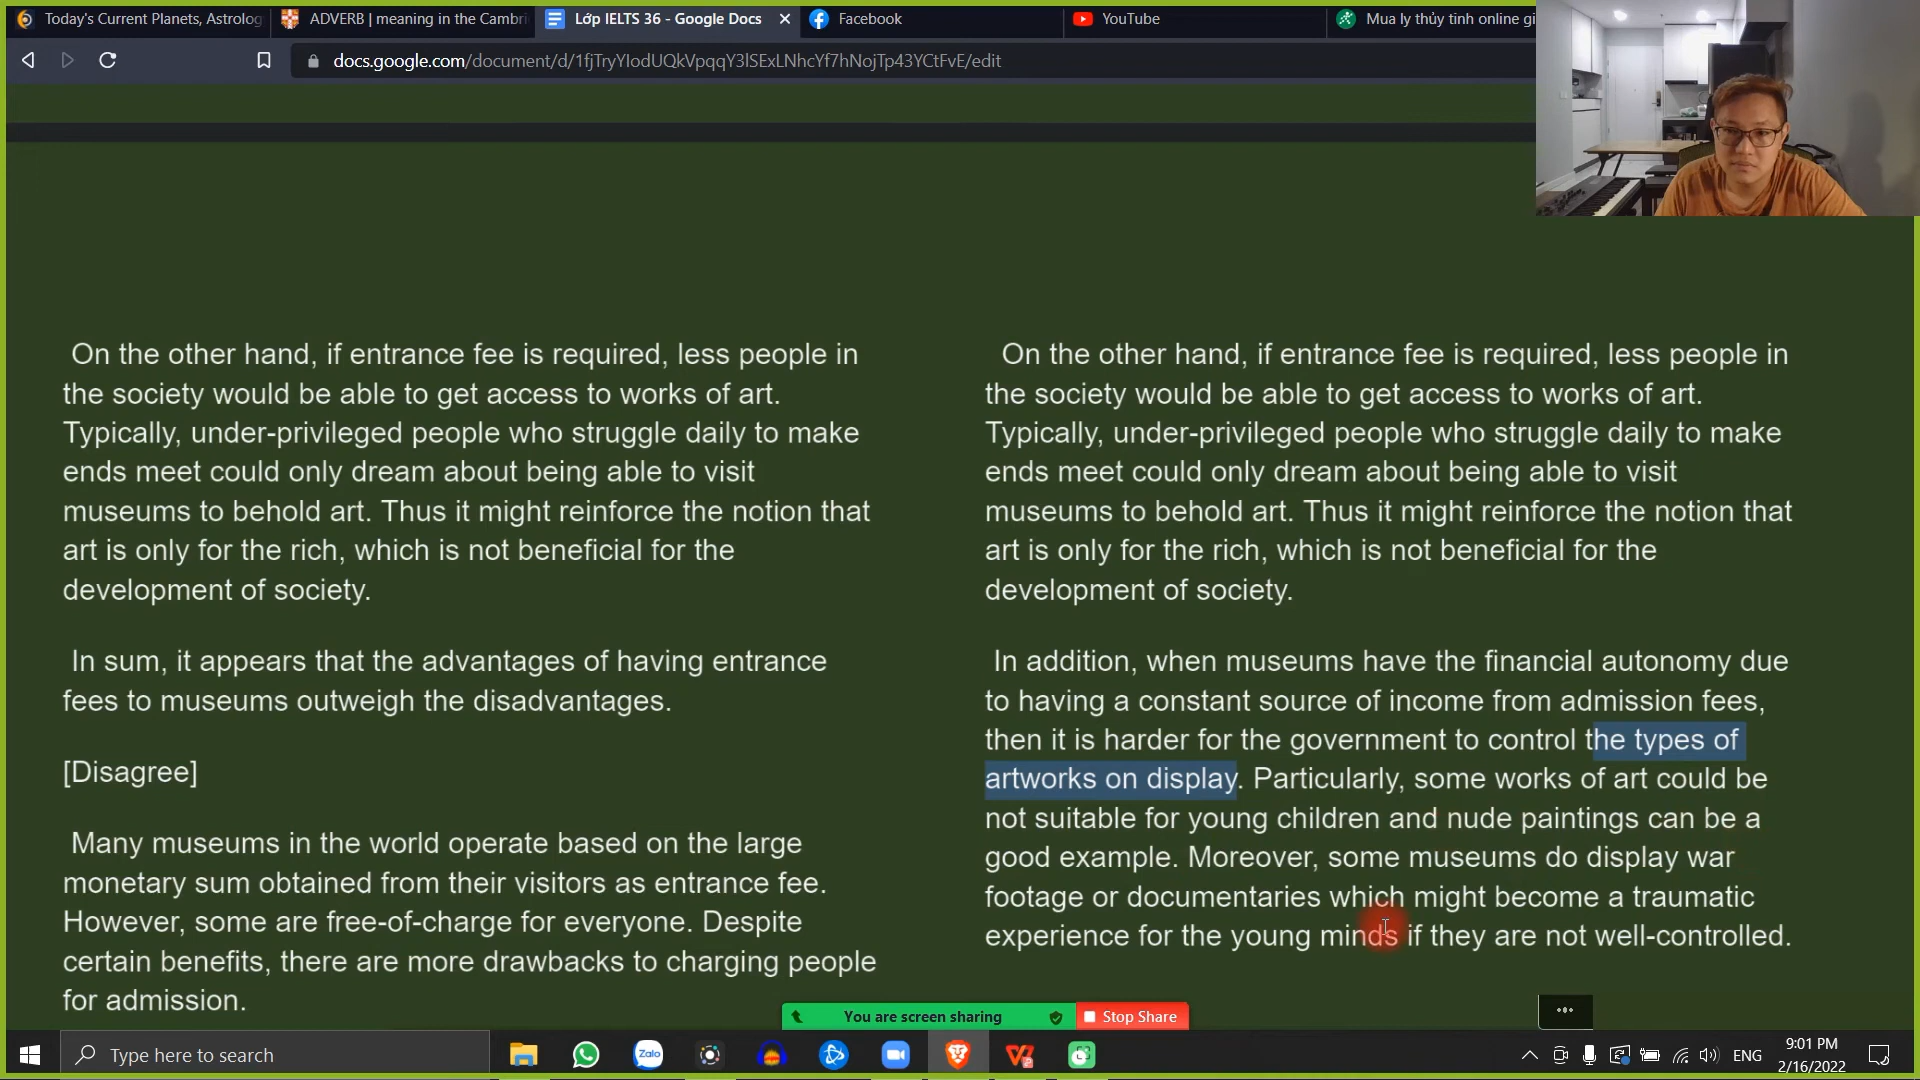 Today's Current Planets, Astrolog
ADVERB | meaning in the Cambri
Lớp IELTS 36 - Google Docs
Facebook
YouTube
Mua ly thủy tinh online gi
docs.google.com/document/d/1fjTryYIodUQkVpqqY3lSExLNhcYf7hNojTp43YCtFvE/edit
On the other hand, if entrance fee is required, less people in
the society would be able to get access to works of art.
Typically, under-privileged people who struggle daily to make
ends meet could only dream about being able to visit
museums to behold art. Thus it might reinforce the notion that
art is only for the rich, which is not beneficial for the
development of society.
In sum, it appears that the advantages of having entrance
fees to museums outweigh the disadvantages.
[Disagree]
Many museums in the world operate based on the large
monetary sum obtained from their visitors as entrance fee.
However, some are free-of-charge for everyone. Despite
certain benefits, there are more drawbacks to charging people
for admission.
On the other hand, if entrance fee is required, less people in
the society would be able to get access to works of art.
Typically, under-privileged people who struggle daily to make
ends meet could only dream about being able to visit
museums to behold art. Thus it might reinforce the notion that
art is only for the rich, which is not beneficial for the
development of society.
In addition, when museums have the financial autonomy due
to having a constant source of income from admission fees,
then it is harder for the government to control the types of
artworks on display. Particularly, some works of art could be
not suitable for young children and nude paintings can be a
good example. Moreover, some museums do display war
footage or documentaries which might become a traumatic
experience for the young minds if they are not well-controlled.
You are screen sharing
Stop Share
Type here to search
Zalo
ENG
9:01 PM
2/16/2022